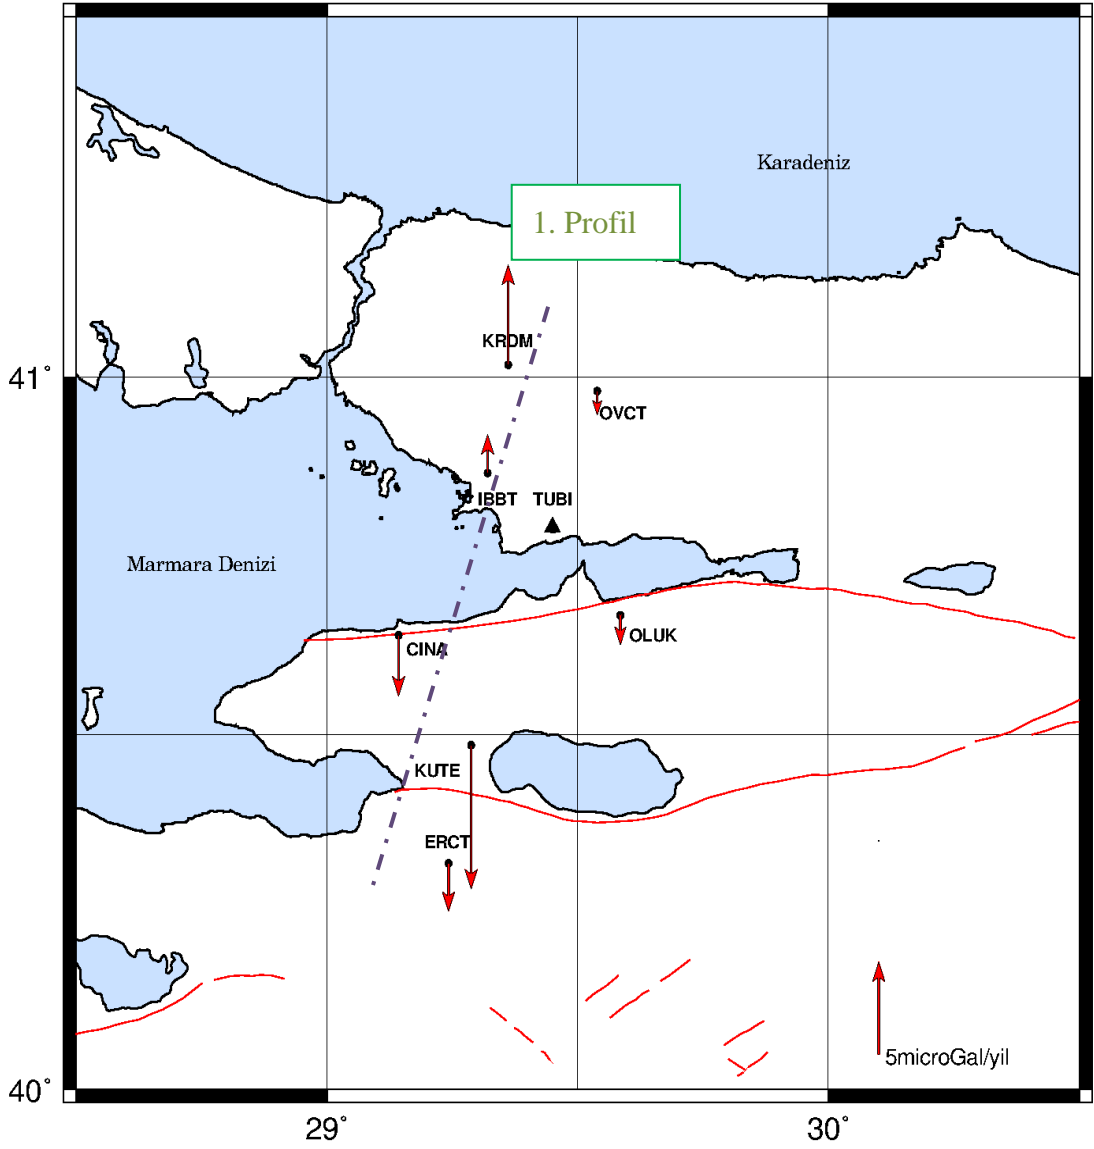 Karadeniz
1. Profil
KRDM
41°
OVCT
IBBT
TUBI
Marmara Denizi
OLUK
CINA
KUTE
ERCT
5microGal/yil
40°
29°
30°